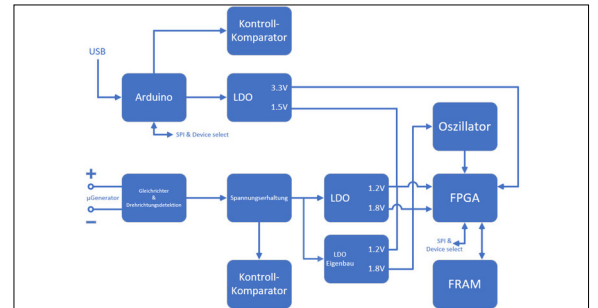 Kontroll-
Komparator
USB
Arduino
LDO
3.3V
1.5V
SPI & Device select
Oszillator
+
µGenerator
−
Gleichrichter
&
Drehrichtungsdetektion
Spannungserhaltung
LDO
1.2V
1.8V
FPGA
LDO
Eigenbau
1.2V
1.8V
SPI &
Device select
Kontroll-
Komparator
FRAM